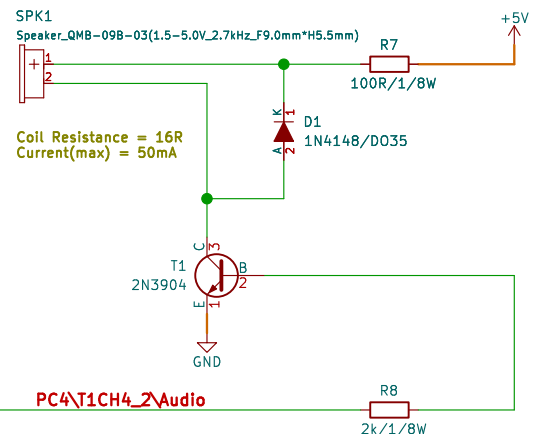 SPK1
Speaker_QMB-09B-03(1.5-5.0V_2.7kHz_F9.0mm*H5.5mm)
+5V
R7
100R/1/8W
+ 1
2
K 1
D1
1N4148/DO35
A 2
Coil Resistance = 16R
Current(max) = 50mA
C 3
T1
2N3904
B
2
E 1
GND
PC4\T1CH4_2\Audio
R8
2k/1/8W